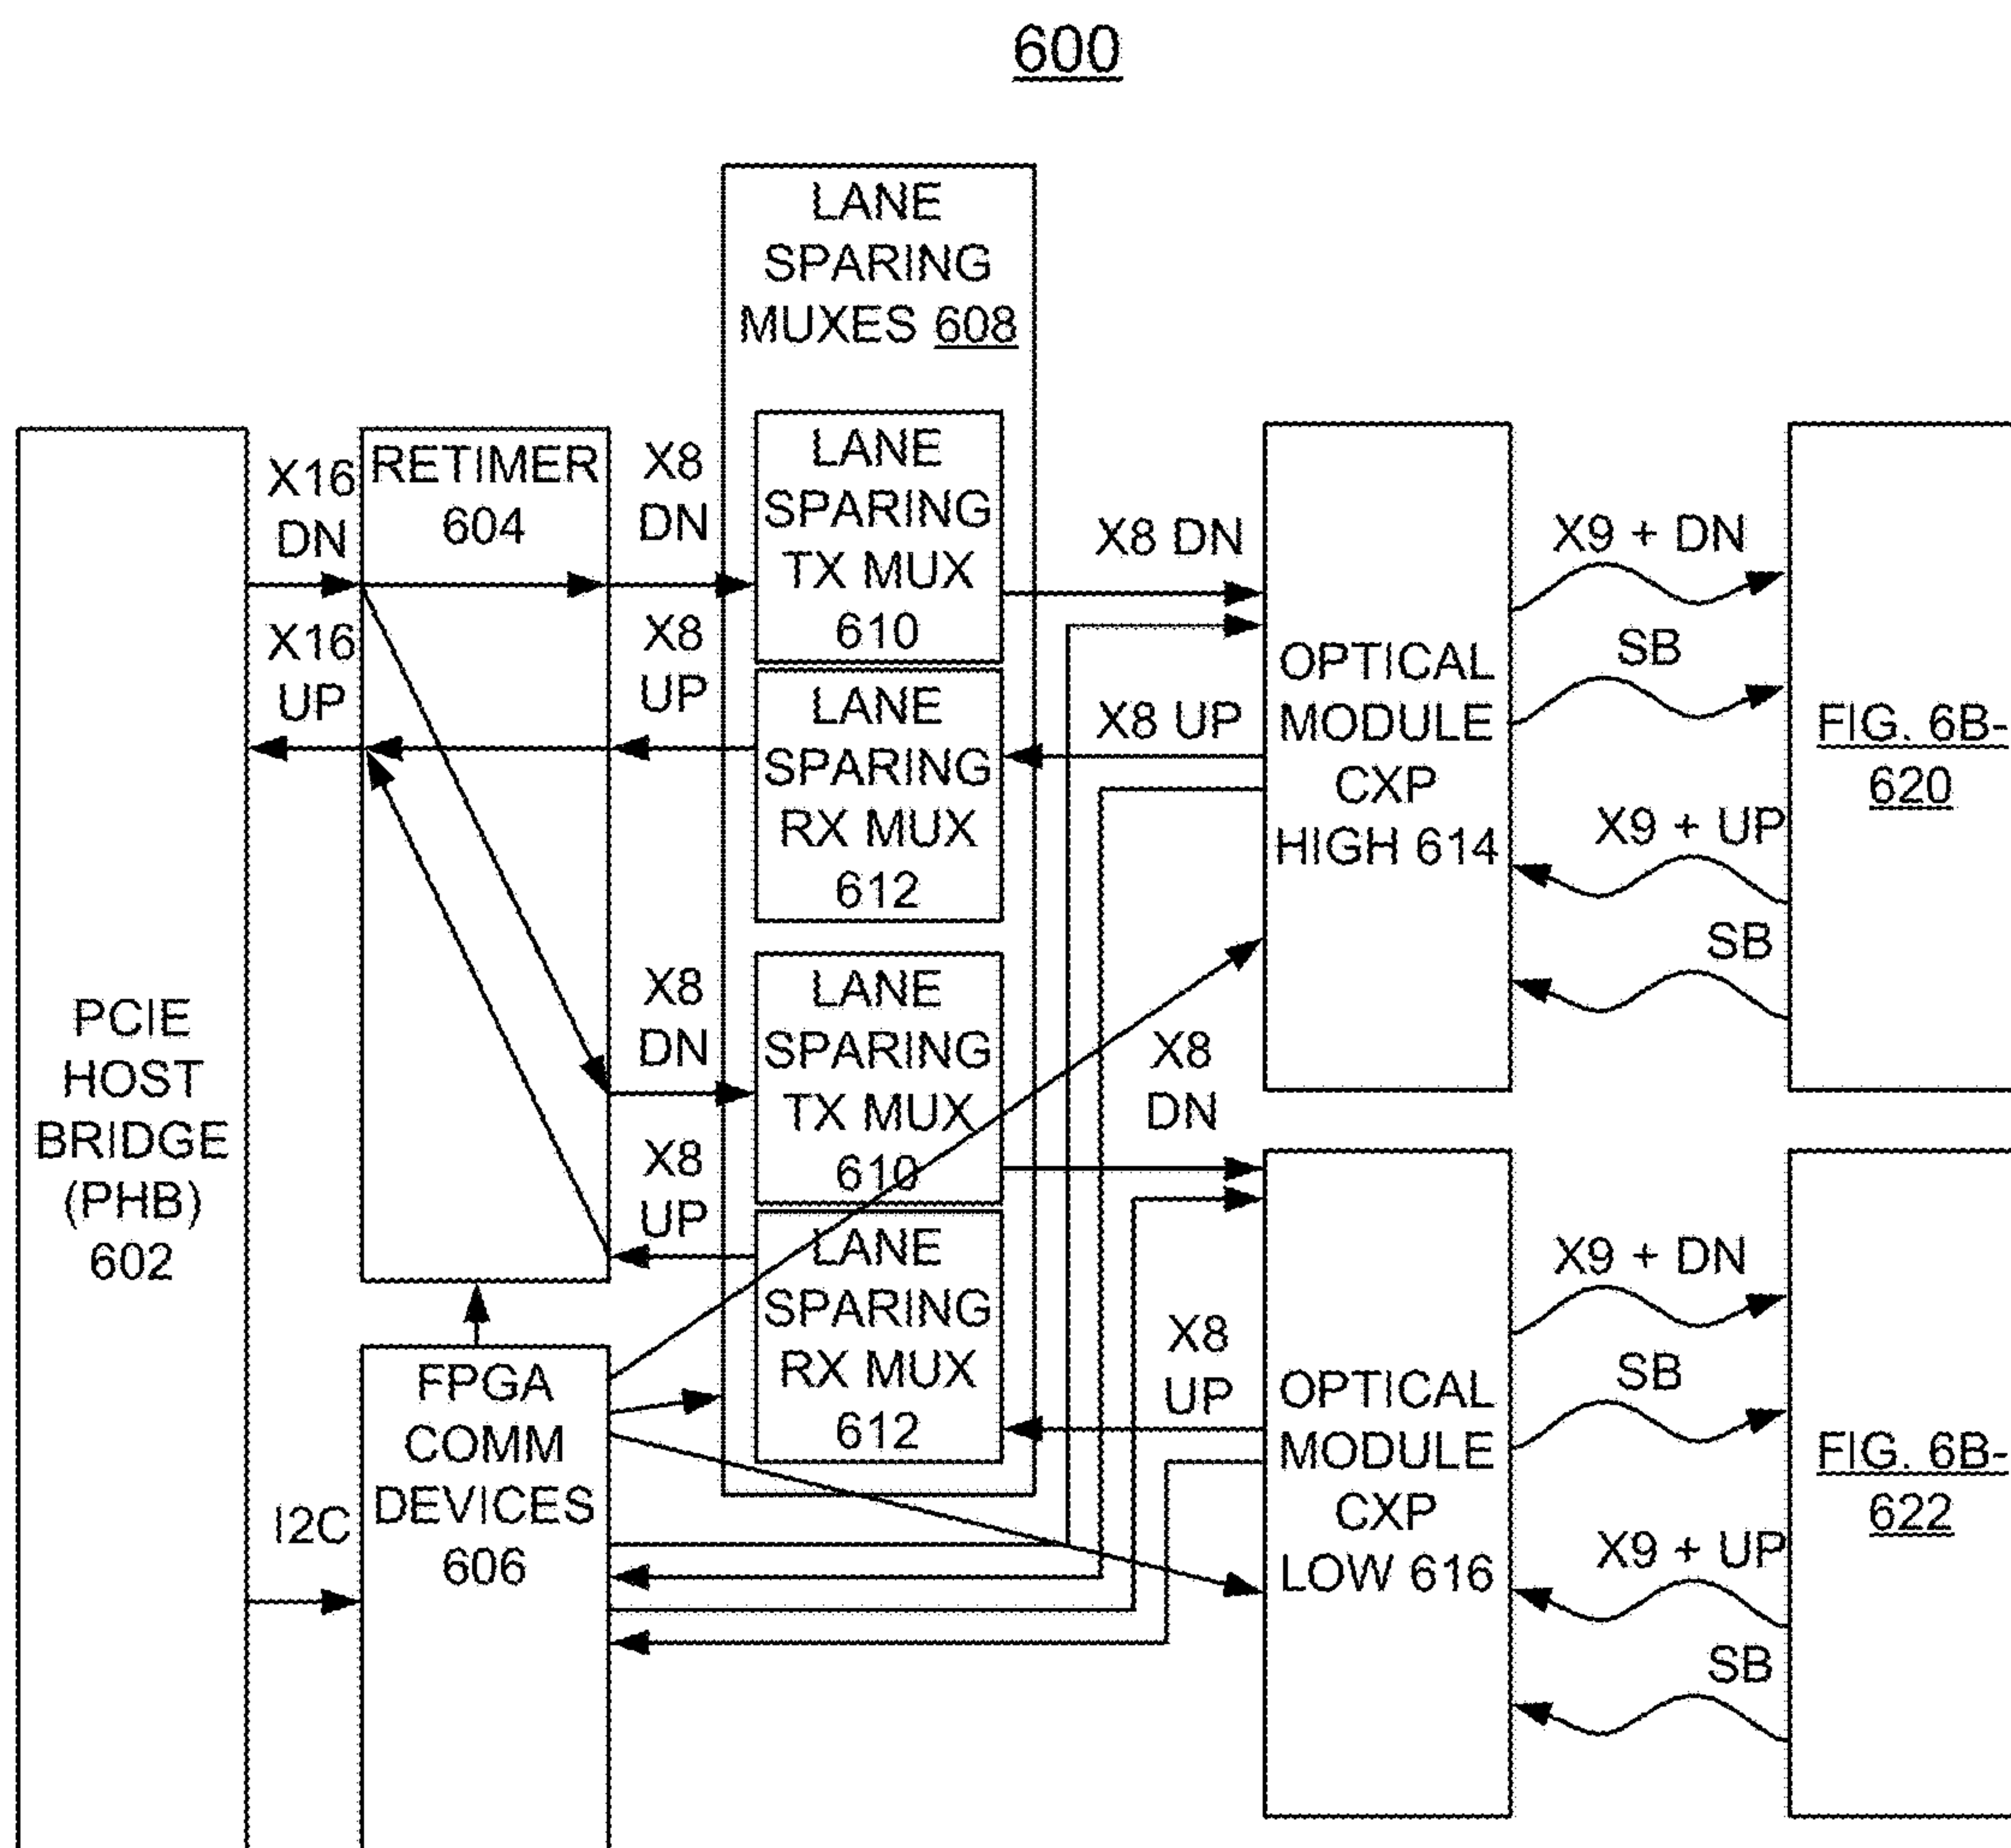 600
LANE
SPARING
MUXES 608
X16
DN
X16
UP
RETIMER
604
X8
DN
X8
UP
LANE
SPARING
TX MUX
610
LANE
SPARING
RX MUX
612
X8 DN
X8 UP
OPTICAL
MODULE
CXP
HIGH 614
X9 + DN
SB
X9 + UP
SB
FIG. 6B-
620
PCIE
HOST
BRIDGE
(PHB)
602
X8
DN
X8
UP
LANE
SPARING
TX MUX
610
LANE
SPARING
RX MUX
612
X8
DN
X8
UP
OPTICAL
MODULE
CXP
LOW 616
X9 + DN
SB
X9 + UP
SB
FIG. 6B-
622
I2C
FPGA
COMM
DEVICES
606